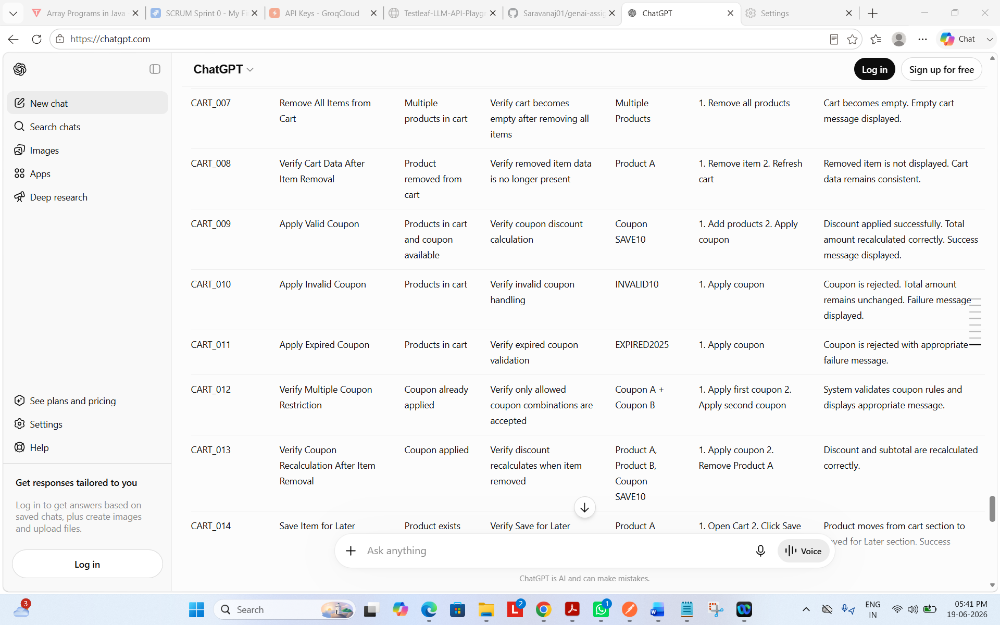 Array Programs in Java
SCRUM Sprint 0 - My Fi
API Keys - GroqCloud
Testleaf-LLM-API-Playgr
Saravanaj01/genai-assig
ChatGPT
Settings
https://chatgpt.com
Chat
ChatGPT
Log in
Sign up for free
New chat
Search chats
Images
Apps
Deep research
See plans and pricing
Settings
Help
Get responses tailored to you
Log in to get answers based on
saved chats, plus create images
and upload files.
Log in
CART_007
Remove All Items from
Cart
Multiple
products in cart
Verify cart becomes
empty after removing all
items
Multiple
Products
1. Remove all products
Cart becomes empty. Empty cart
message displayed.
CART_008
Verify Cart Data After
Item Removal
Product
removed from
cart
Verify removed item data
is no longer present
Product A
1. Remove item 2. Refresh
cart
Removed item is not displayed. Cart
data remains consistent.
CART_009
Apply Valid Coupon
Products in cart
and coupon
available
Verify coupon discount
calculation
Coupon
SAVE10
1. Add products 2. Apply
coupon
Discount applied successfully. Total
amount recalculated correctly. Success
message displayed.
CART_010
Apply Invalid Coupon
Products in cart
Verify invalid coupon
handling
INVALID10
1. Apply coupon
Coupon is rejected. Total amount
remains unchanged. Failure message
displayed.
CART_011
Apply Expired Coupon
Products in cart
Verify expired coupon
validation
EXPIRED2025
1. Apply coupon
Coupon is rejected with appropriate
failure message.
CART_012
Verify Multiple Coupon
Restriction
Coupon already
applied
Verify only allowed
coupon combinations are
accepted
Coupon A +
Coupon B
1. Apply first coupon 2.
Apply second coupon
System validates coupon rules and
displays appropriate message.
CART_013
Verify Coupon
Recalculation After Item
Removal
Coupon applied
Verify discount
recalculates when item
removed
Product A,
Product B,
Coupon
SAVE10
1. Apply coupon 2.
Remove Product A
Discount and subtotal are recalculated
correctly.
CART_014
Save Item for Later
Product exists
Verify Save for Later
Product A
1. Open Cart 2. Click Save
Product moves from cart section to
for Later section. Success
Ask anything
Voice
ChatGPT is AI and can make mistakes.
3
Search
2
1
ENG
IN
05:41 PM
19-06-2026